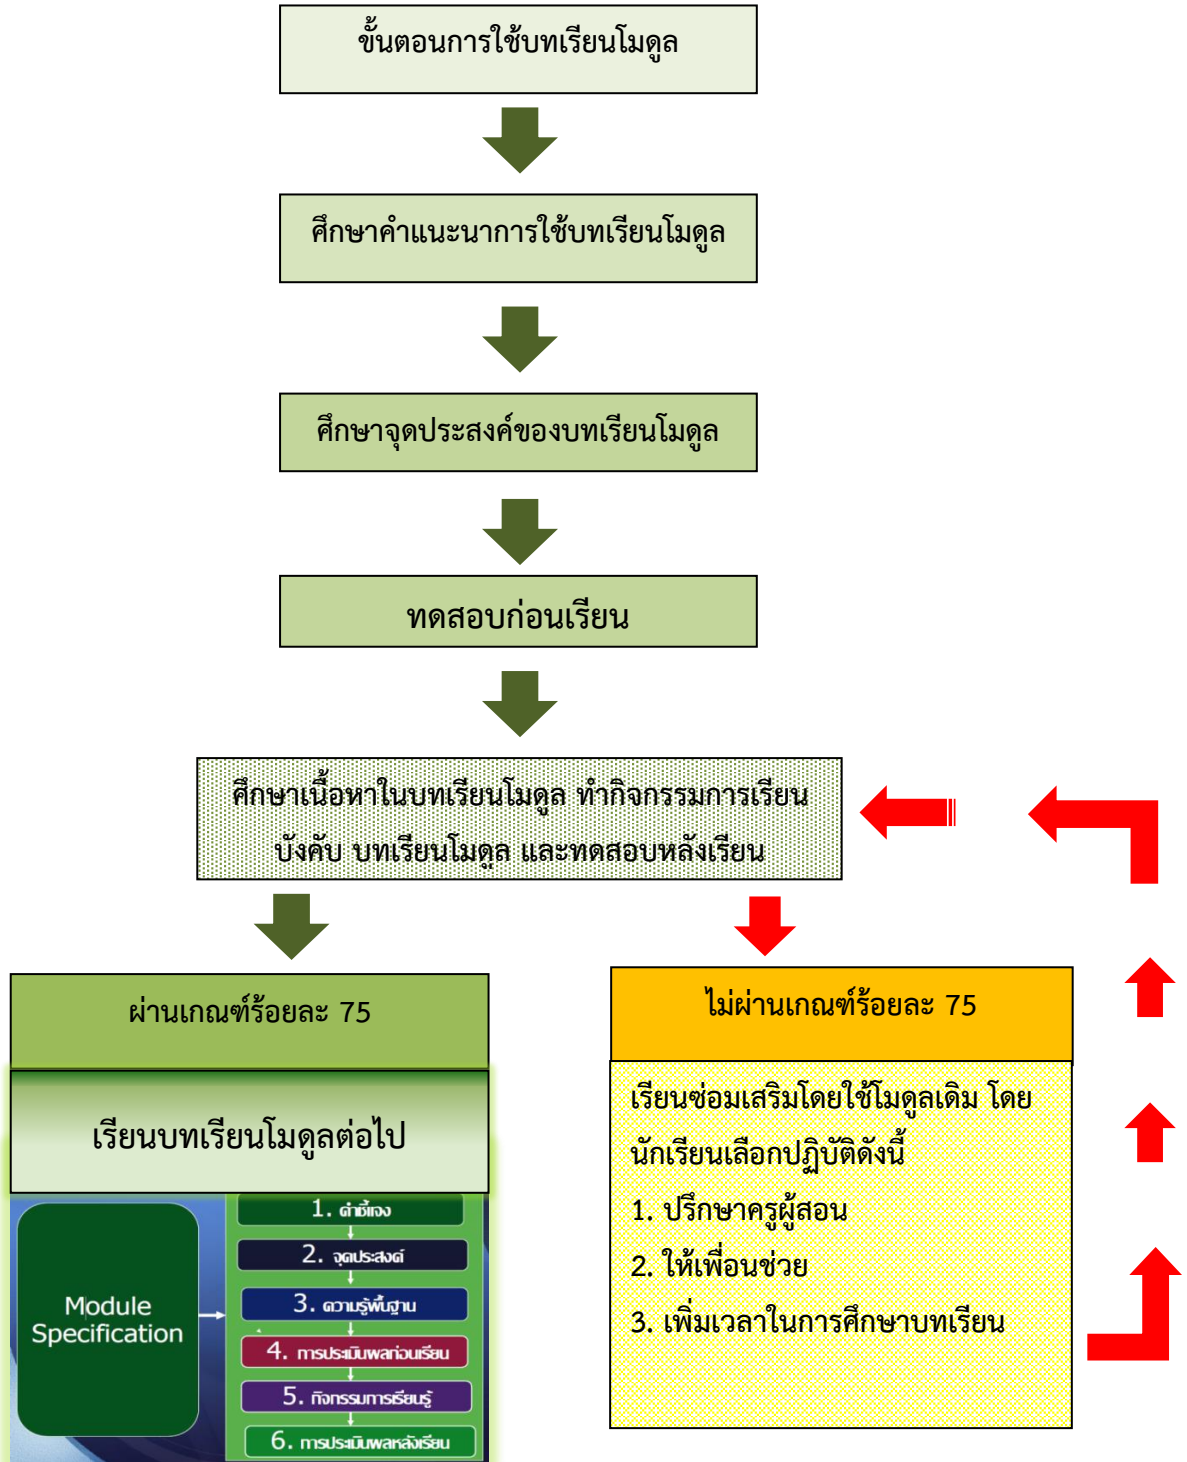 ขั้นตอนการใช้บทเรียนโมดูล
ศึกษาคำแนะนำการใช้บทเรียนโมดูล
ศึกษาจุดประสงค์ของบทเรียนโมดูล
ทดสอบก่อนเรียน
ศึกษาเนื้อหาในบทเรียนโมดูล ทำกิจกรรมการเรียน
บังคับ บทเรียนโมดูล และทดสอบหลังเรียน
ผ่านเกณฑ์ร้อยละ 75
เรียนบทเรียนโมดูลต่อไป
Module
Specification
1. คำชี้แจง
2. จุดประสงค์
3. ความรู้พื้นฐาน
4. การประเมินผลก่อนเรียน
5. กิจกรรมการเรียนรู้
6. การประเมินผลหลังเรียน
ไม่ผ่านเกณฑ์ร้อยละ 75
เรียนซ่อมเสริมโดยใช้โมดูลเดิม โดย
นักเรียนเลือกปฏิบัติดังนี้
1. ปรึกษาครูผู้สอน
2. ให้เพื่อนช่วย
3. เพิ่มเวลาในการศึกษาบทเรียน